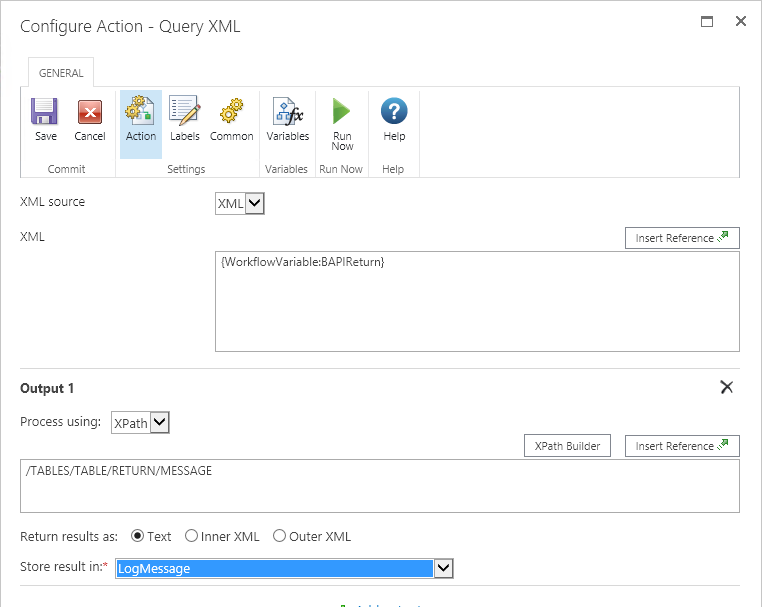 Configure Action - Query XML
GENERAL
Save
Cancel
Action
Labels
Common
Variables
Run
Now
Help
Commit
Settings
Variables
Run Now
Help
XML source
XML
XML
Insert Reference
{WorkflowVariable:BAPIReturn}
Output 1
Process using:
XPath
XPath Builder
Insert Reference
/TABLES/TABLE/RETURN/MESSAGE
Return results as:
Text
Inner XML
Outer XML
Store result in:*
LogMessage